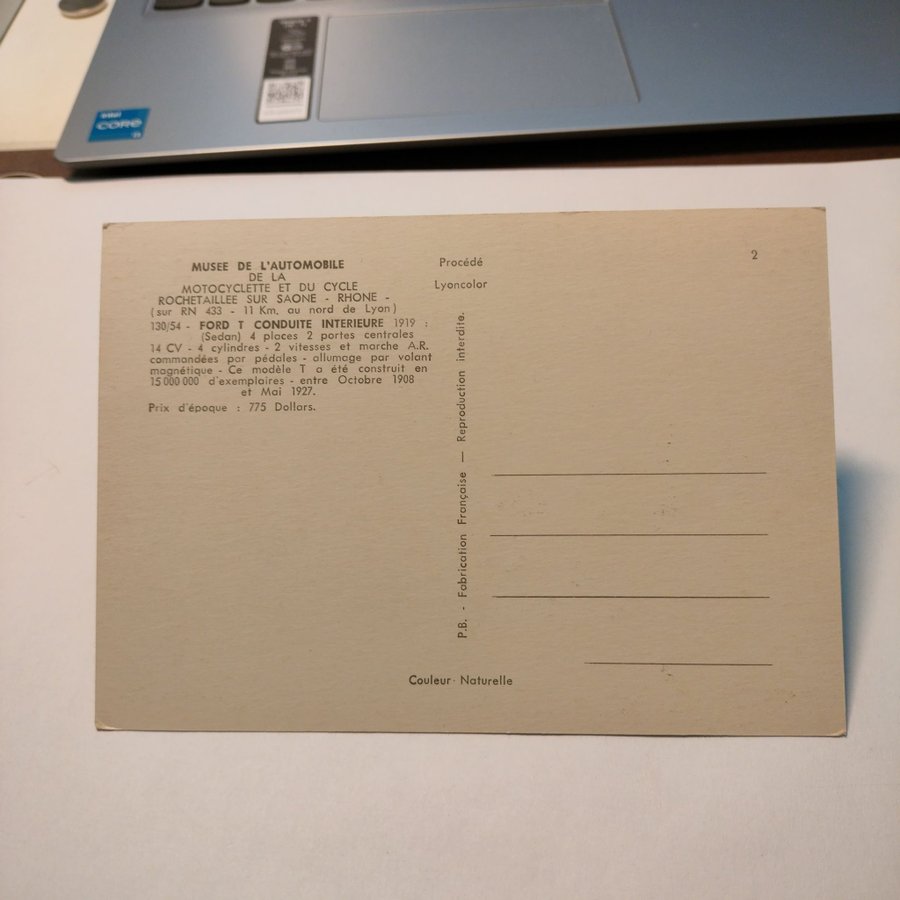 intel
CORE
i5
MUSEE DE L'AUTOMOBILE
DE LA
MOTOCYCLETTE ET DU CYCLE
ROCHETAILLEE SUR SAONE - RHONE -
(sur RN 433 - 11 Km. au nord de Lyon)
130/54 - FORD T CONDUITE INTERIEURE 1919 :
(Sedan) 4 places 2 portes centrales
14 CV - 4 cylindres - 2 vitesses et marche A.R.
commandées par pédales - allumage par volant
magnétique - Ce modèle T a été construit en
15 000 000 d'exemplaires - entre Octobre 1908
et Mai 1927.
Prix d'époque : 775 Dollars.
Procédé
Lyoncolor
2
P.B. - Fabrication Française — Reproduction interdite.
Couleur Naturelle